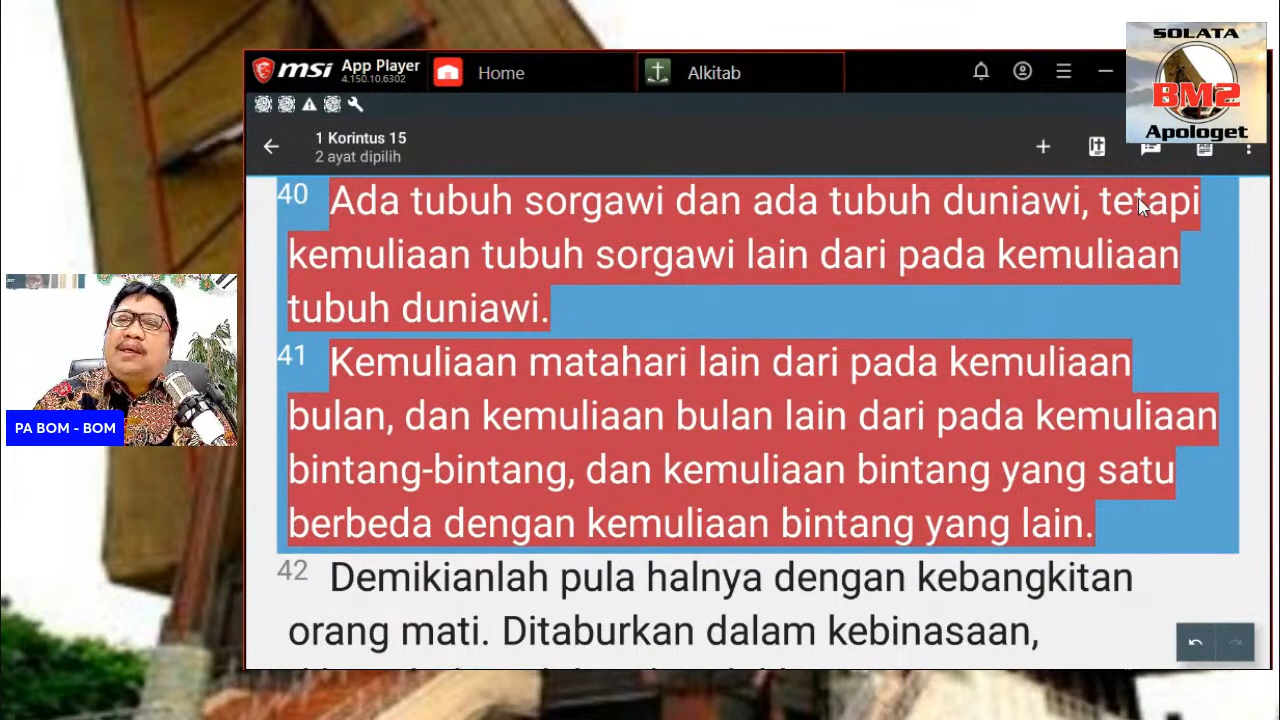 SOLATA
BM2
Apologet
msi App Player
4.150.10.6302
Home
Alkitab
1 Korintus 15
2 ayat dipilih
40 Ada tubuh sorgawi dan ada tubuh duniawi, tetapi
kemuliaan tubuh sorgawi lain dari pada kemuliaan
tubuh duniawi.
41 Kemuliaan matahari lain dari pada kemuliaan
bulan, dan kemuliaan bulan lain dari pada kemuliaan
bintang-bintang, dan kemuliaan bintang yang satu
berbeda dengan kemuliaan bintang yang lain.
42 Demikianlah pula halnya dengan kebangkitan
orang mati. Ditaburkan dalam kebinasaan,
PA BOM - BOM